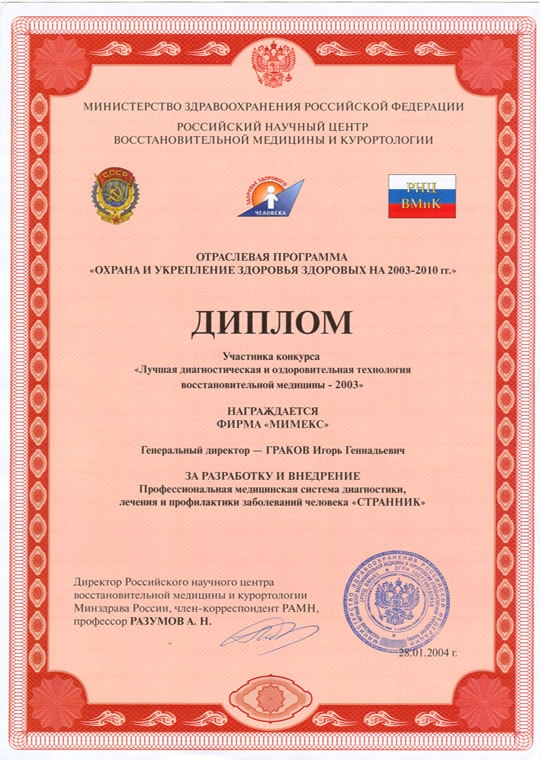 МИНИСТЕРСТВО ЗДРАВООХРАНЕНИЯ РОССИЙСКОЙ ФЕДЕРАЦИИ
РОССИЙСКИЙ НАУЧНЫЙ ЦЕНТР
ВОССТАНОВИТЕЛЬНОЙ МЕДИЦИНЫ И КУРОРТОЛОГИИ
СССР
ЗДОРОВЬЕ ЗДОРОВОГО
ЧЕЛОВЕКА
РНЦ
ВМиК
ОТРАСЛЕВАЯ ПРОГРАММА
«ОХРАНА И УКРЕПЛЕНИЕ ЗДОРОВЬЯ ЗДОРОВЫХ НА 2003-2010 гг.»
ДИПЛОМ
Участника конкурса
«Лучшая диагностическая и оздоровительная технология
восстановительной медицины - 2003»
НАГРАЖДАЕТСЯ
ФИРМА «МИМЕКС»
Генеральный директор — ГРАКОВ Игорь Геннадьевич
ЗА РАЗРАБОТКУ И ВНЕДРЕНИЕ
Профессиональная медицинская система диагностики,
лечения и профилактики заболеваний человека «СТРАННИК»
Директор Российского научного центра
восстановительной медицины и курортологии
Минздрава России, член-корреспондент РАМН,
профессор РАЗУМОВ А. Н.
28.01.2004 г.